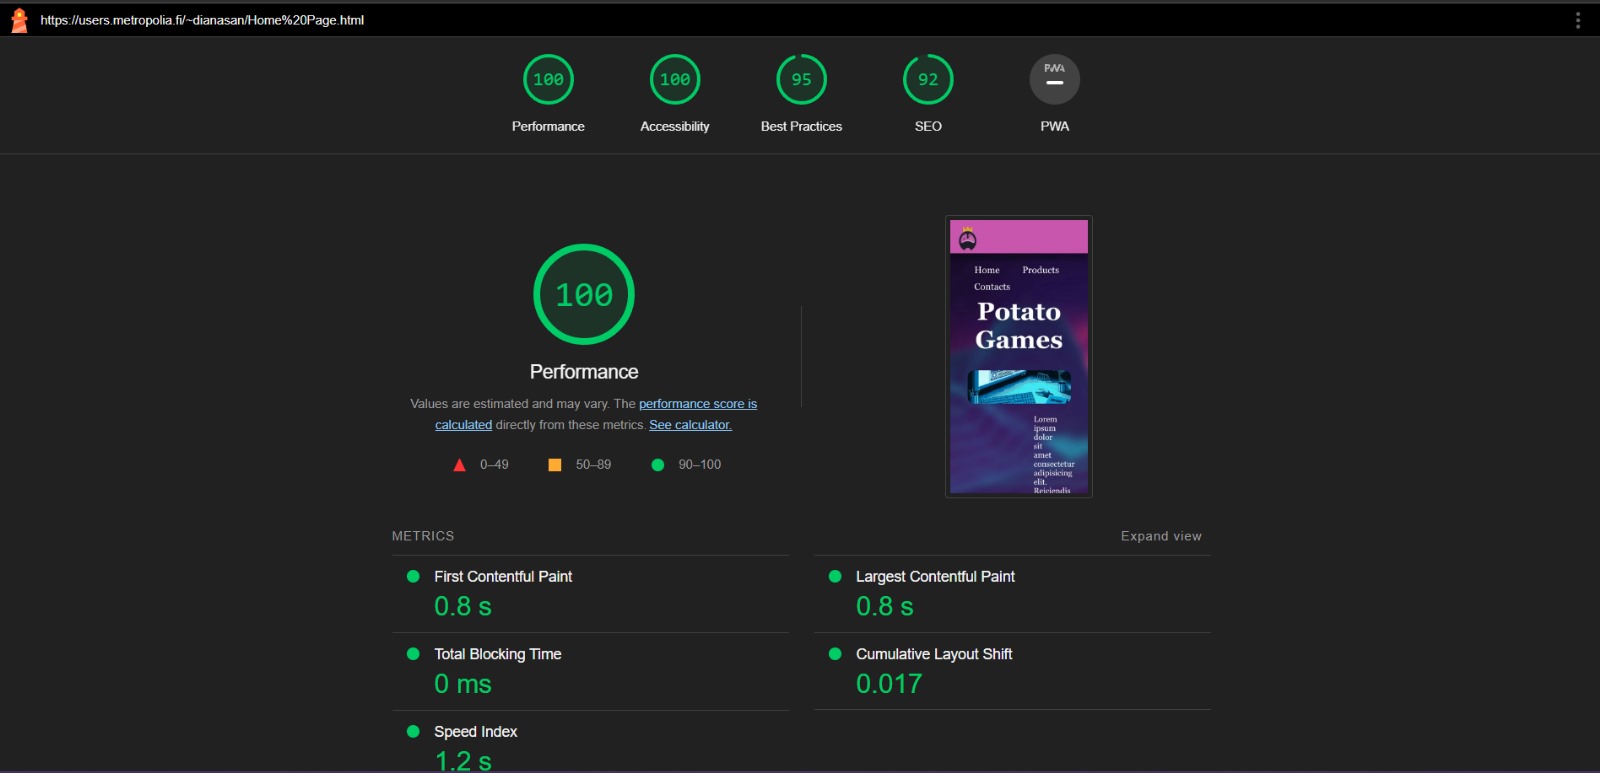 https://users.metropolia.fi/~dianasan/Home%20Page.html
100
100
95
92
PWA
Performance
Accessibility
Best Practices
SEO
PWA
100
Performance
Values are estimated and may vary. The performance score is
calculated directly from these metrics. See calculator.
0–49
50–89
90–100
Home
Products
Contacts
Potato
Games
Lorem
ipsum
dolor
sit
amet
consectetur
adipisicing
elit.
Reiciendis
METRICS
Expand view
First Contentful Paint
0.8 s
Largest Contentful Paint
0.8 s
Total Blocking Time
0 ms
Cumulative Layout Shift
0.017
Speed Index
1.2 s